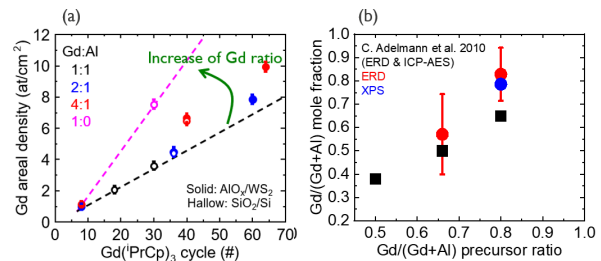 (a)
Gd areal density (at/cm²)
12
10
8
6
4
2
0
Gd:Al
1:1
2:1
4:1
1:0
Increase of Gd ratio
Solid: AlOₓ/WS₂
Hallow: SiO₂/Si
0 10 20 30 40 50 60 70
Gd(ⁱPrCp)₃ cycle (#)
(b)
Gd/(Gd+Al) mole fraction
1.0
0.9
0.8
0.7
0.6
0.5
0.4
0.3
0.2
C. Adelmann et al. 2010
(ERD & ICP-AES)
ERD
XPS
0.5 0.6 0.7 0.8 0.9 1.0
Gd/(Gd+Al) precursor ratio